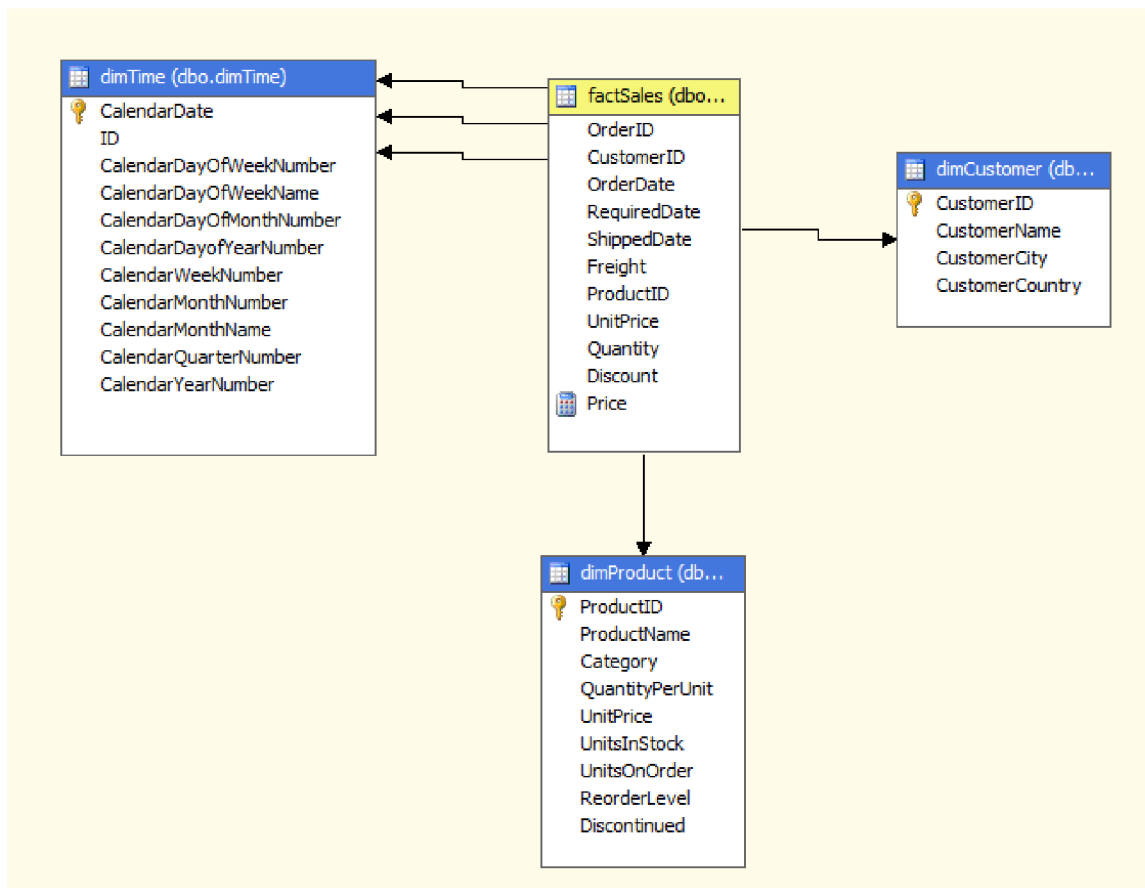 dimTime (dbo.dimTime)
CalendarDate
ID
CalendarDayOfWeekNumber
CalendarDayOfWeekName
CalendarDayOfMonthNumber
CalendarDayofYearNumber
CalendarWeekNumber
CalendarMonthNumber
CalendarMonthName
CalendarQuarterNumber
CalendarYearNumber
factSales (dbo...
OrderID
CustomerID
OrderDate
RequiredDate
ShippedDate
Freight
ProductID
UnitPrice
Quantity
Discount
Price
dimCustomer (db...
CustomerID
CustomerName
CustomerCity
CustomerCountry
dimProduct (db...
ProductID
ProductName
Category
QuantityPerUnit
UnitPrice
UnitsInStock
UnitsOnOrder
ReorderLevel
Discontinued